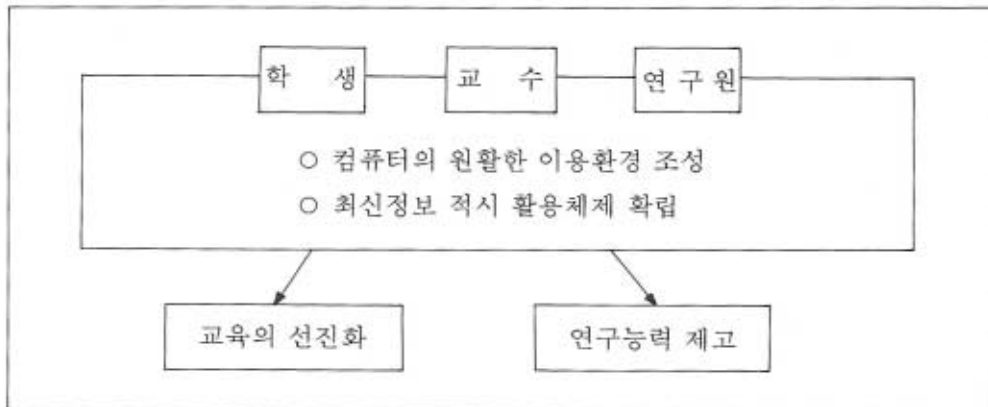 학 생 교 수 연 구 원
○ 컴퓨터의 원활한 이용환경 조성
○ 최신정보 적시 활용체제 확립
교육의 선진화 연구능력 제고